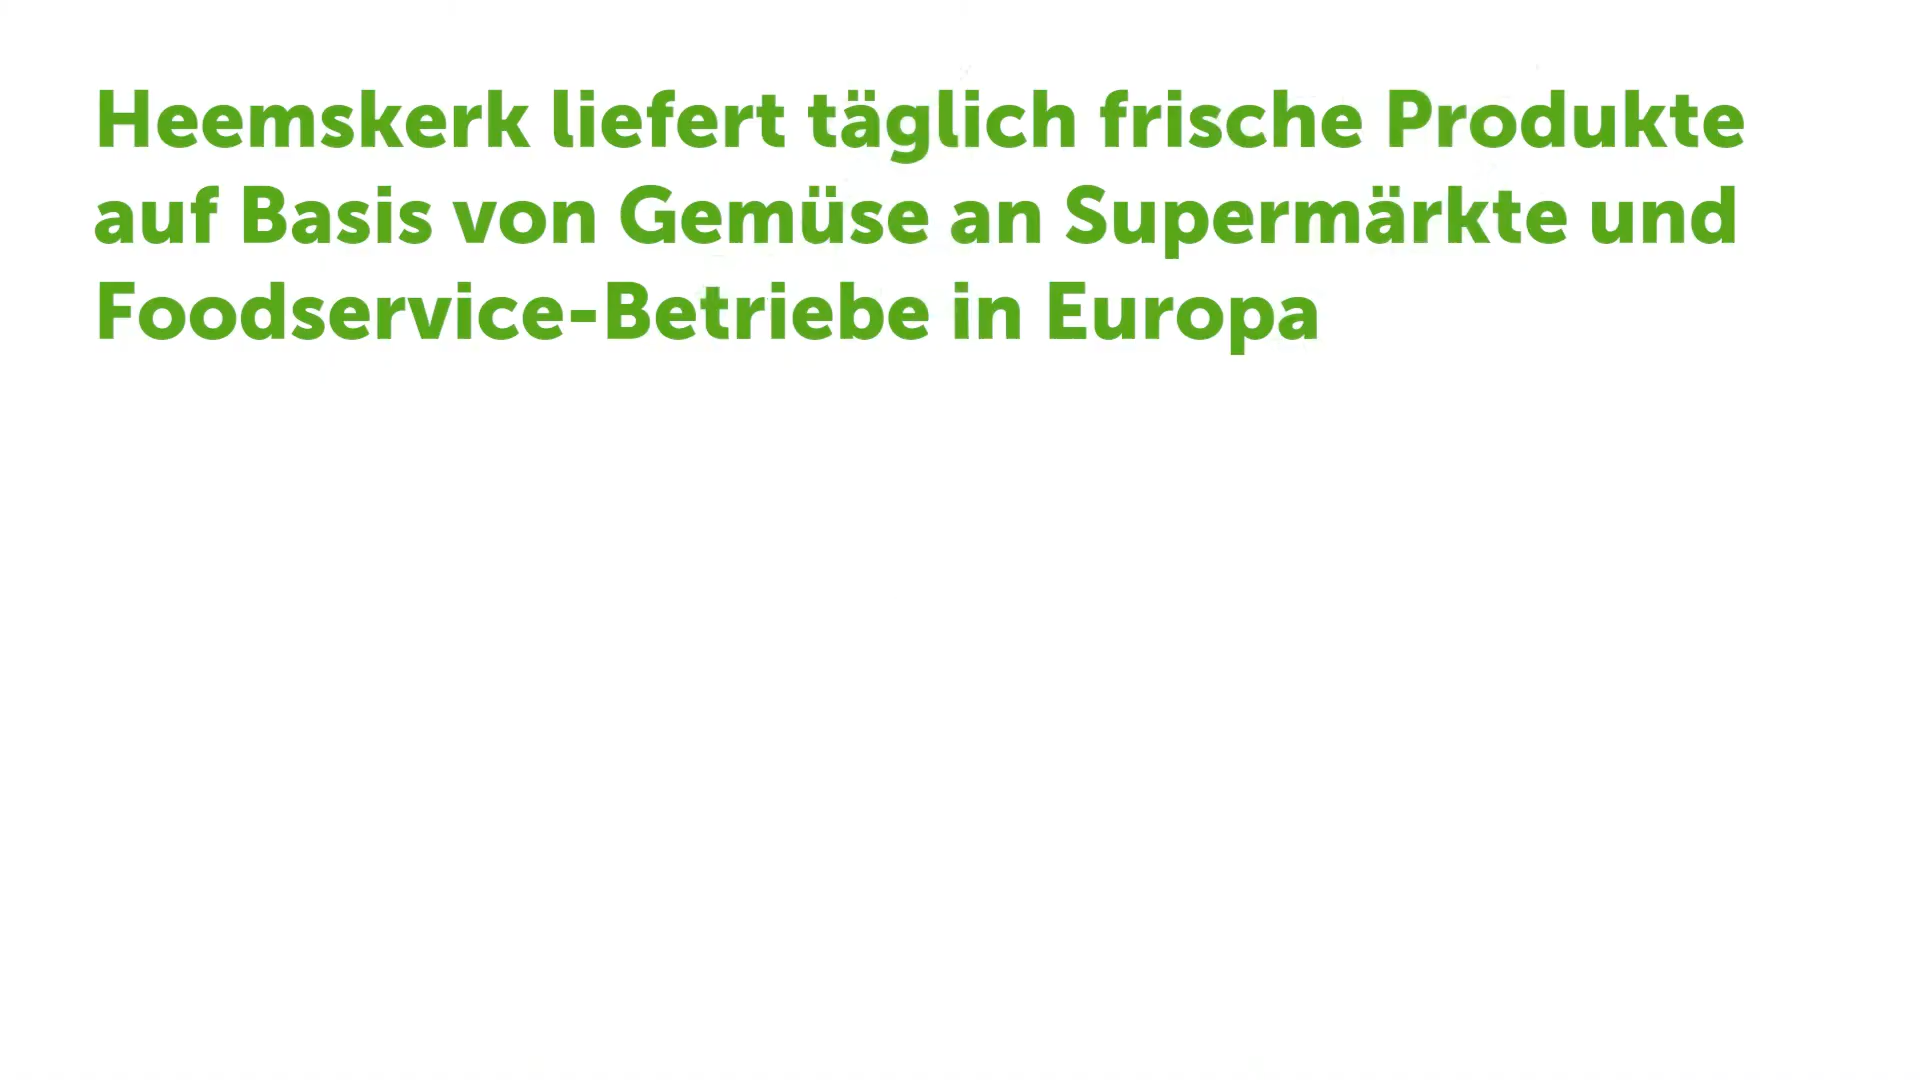 Heemskerk liefert täglich frische Produkte
auf Basis von Gemüse an Supermärkte und
Foodservice-Betriebe in Europa